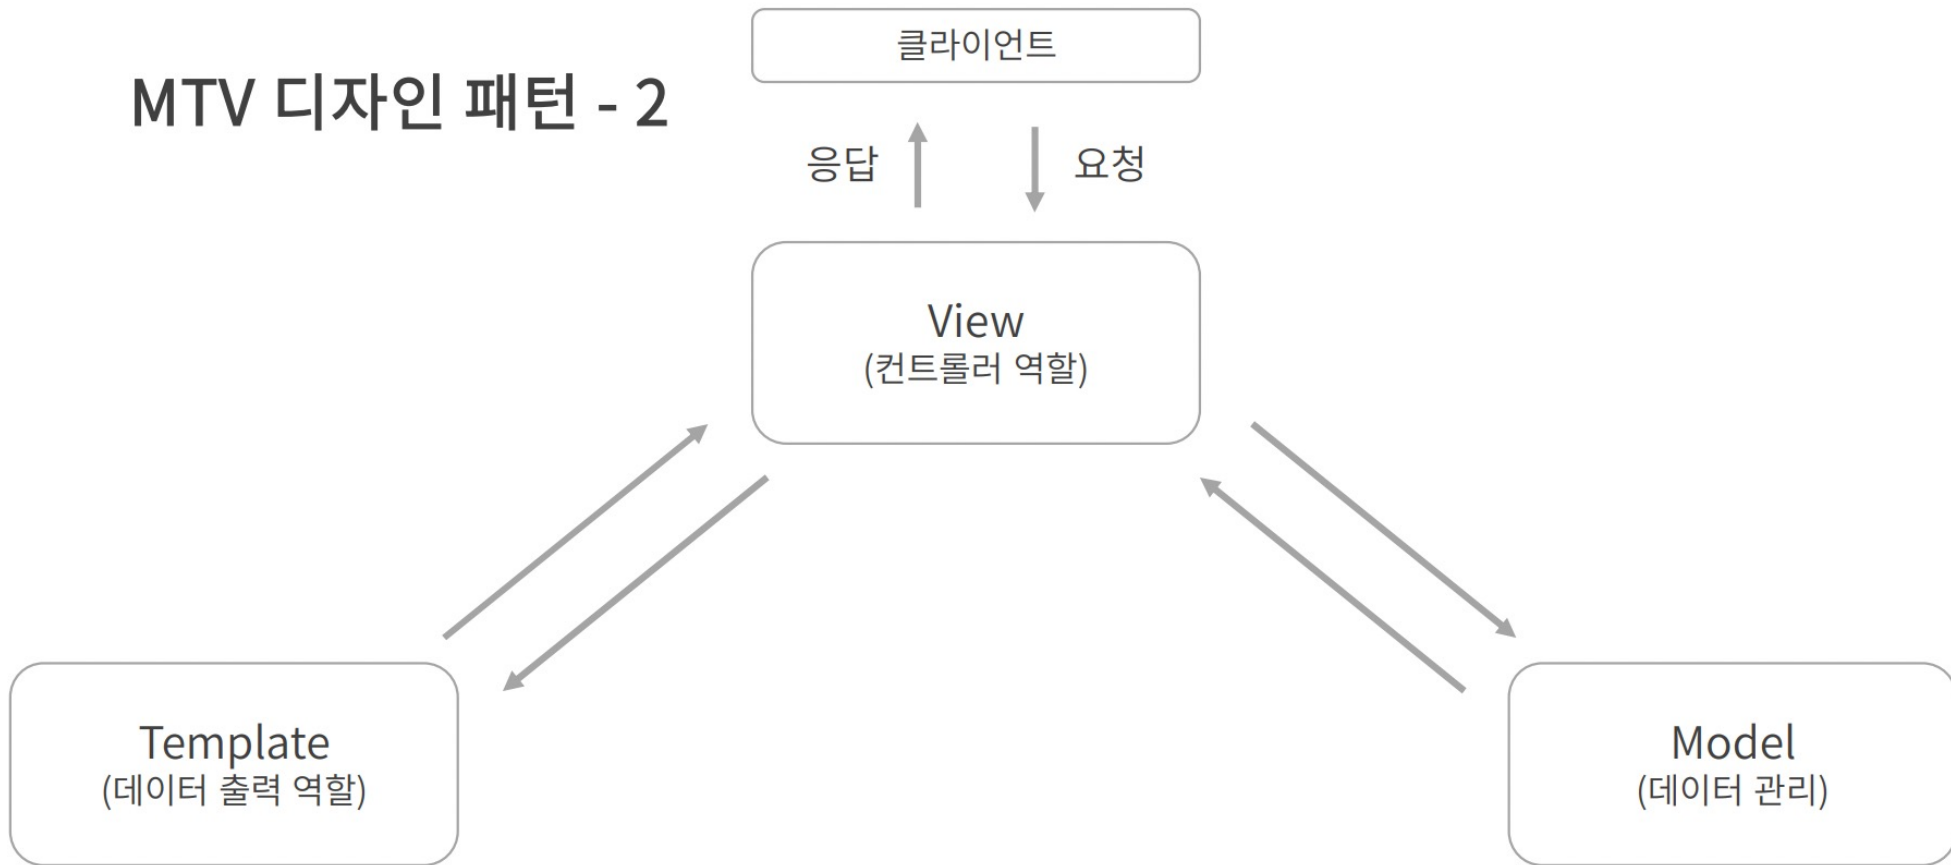 클라이언트
MTV 디자인 패턴 - 2
응답
요청
View
(컨트롤러 역할)
Template
(데이터 출력 역할)
Model
(데이터 관리)